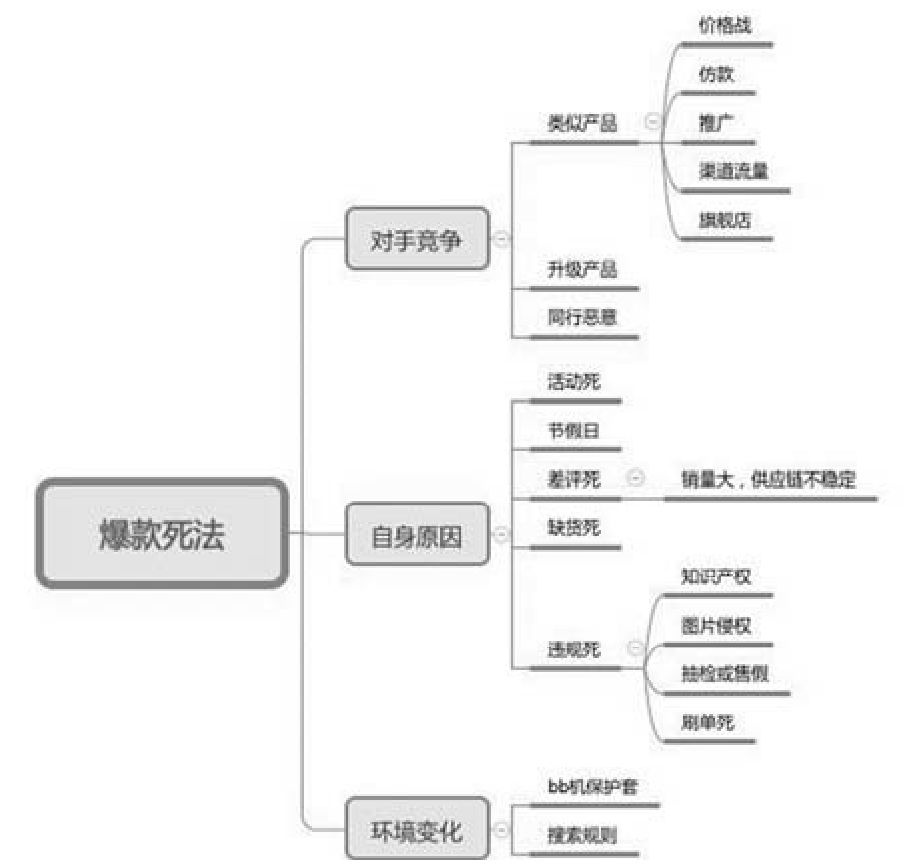 爆款死法
对手竞争
类似产品
价格战
仿款
推广
渠道流量
旗舰店
升级产品
同行恶意
自身原因
活动死
节假日
差评死
销量大，供应链不稳定
缺货死
违规死
知识产权
图片侵权
抽检或售假
刷单死
环境变化
bb机保护套
搜索规则